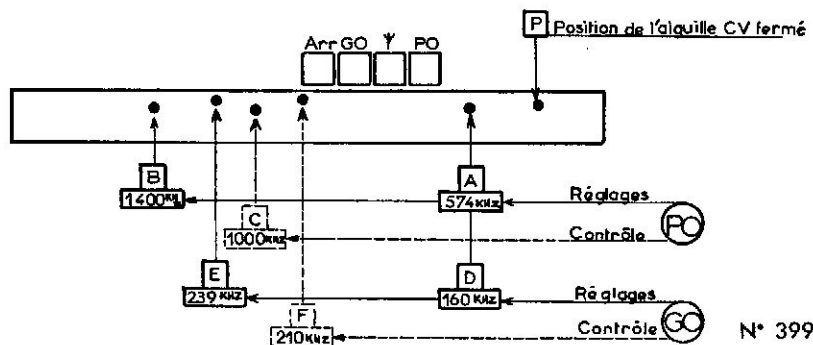 P Position de l'aiguille CV fermé
Arr GO PO
B A
1400 KHz 574 KHz Réglages
C PO
1000 KHz Contrôle
E D
239 KHz 160 KHz Réglages
F GO
210 KHz Contrôle N° 399